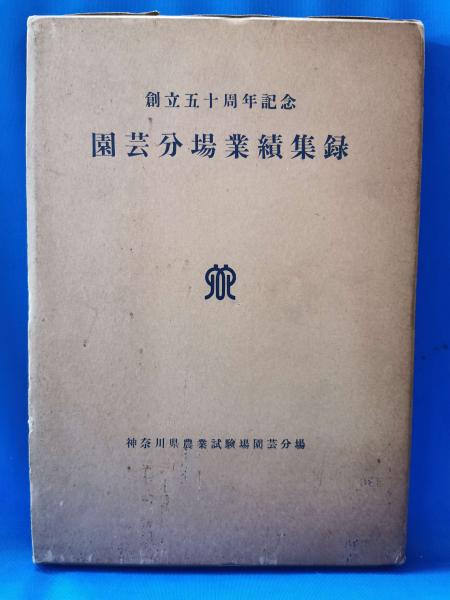 創立五十周年記念
園芸分場業績集録
神奈川県農業試験場園芸分場